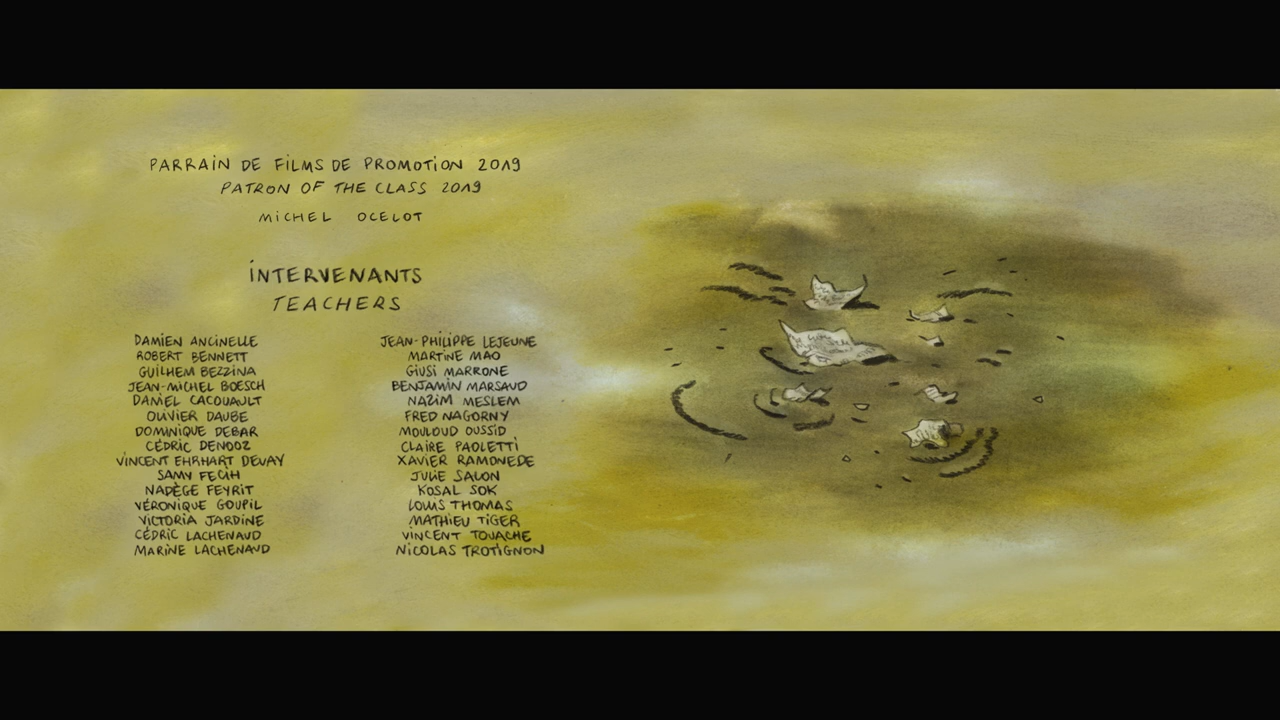 PARRAIN DE FILMS DE PROMOTION 2019
PATRON OF THE CLASS 2019
MICHEL OCELOT
INTERVENANTS
TEACHERS
DAMIEN ANCINELLE
ROBERT BENNETT
GUILHEM BEZZINA
JEAN-MICHEL BOESCH
DANIEL CACOUAULT
OLIVIER DAUBE
DOMINIQUE DEBAR
CÉDRIC DENOOZ
VINCENT EHRHART DEVAY
SAMY FECIH
NADÈGE FEYRIT
VÉRONIQUE GOUPIL
VICTORIA JARDINE
CÉDRIC LACHENAUD
MARINE LACHENAUD
JEAN-PHILIPPE LEJEUNE
MARTINE MAO
GIUSI MARRONE
BENJAMIN MARSAUD
NAZIM MESLEM
FRED NAGORNY
MOULOUD OUSSID
CLAIRE PAOLETTI
XAVIER RAMONEDE
JULIE SALON
KOSAL SOK
LOUIS THOMAS
MATHIEU TIGER
VINCENT TOUACHE
NICOLAS TROTIGNON